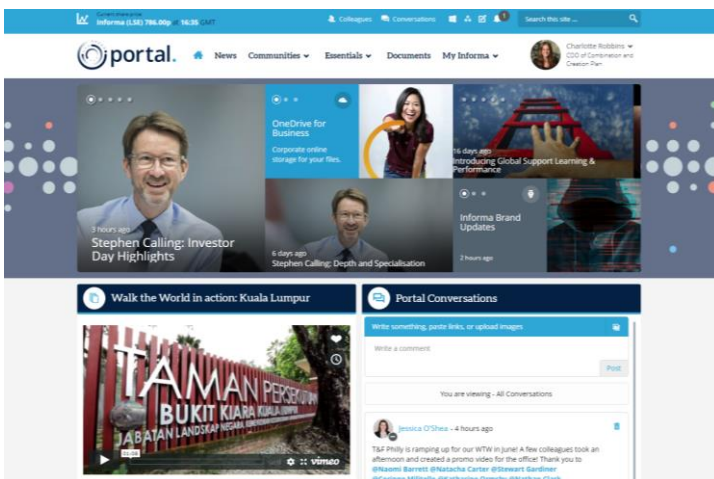 Current share price
Informa (LSE) 786.00p at 16:35 GMT
Colleagues
Conversations
Search this site ...
portal.
News
Communities
Essentials
Documents
My Informa
Charlotte Robbins
COO of Combination and
Creation Plan
3 hours ago
Stephen Calling: Investor
Day Highlights
OneDrive for
Business
Corporate online
storage for your files.
6 days ago
Stephen Calling: Depth and Specialisation
16 days ago
Introducing Global Support Learning &
Performance
Informa Brand
Updates
2 hours ago
Walk the World in action: Kuala Lumpur
TAMAN PERSEKUTUAN
BUKIT KIARA KUALA LUMPUR
JABATAN LANDSKAP NEGARA
01:08
vimeo
Portal Conversations
Write something, paste links, or upload images
Write a comment
Post
You are viewing - All Conversations
Jessica O'Shea - 4 hours ago
T&F Philly is ramping up for our WTW in June! A few colleagues took an
afternoon and created a promo video for the office! Thank you to
@Naomi Barrett @Natacha Carter @Stewart Gardiner